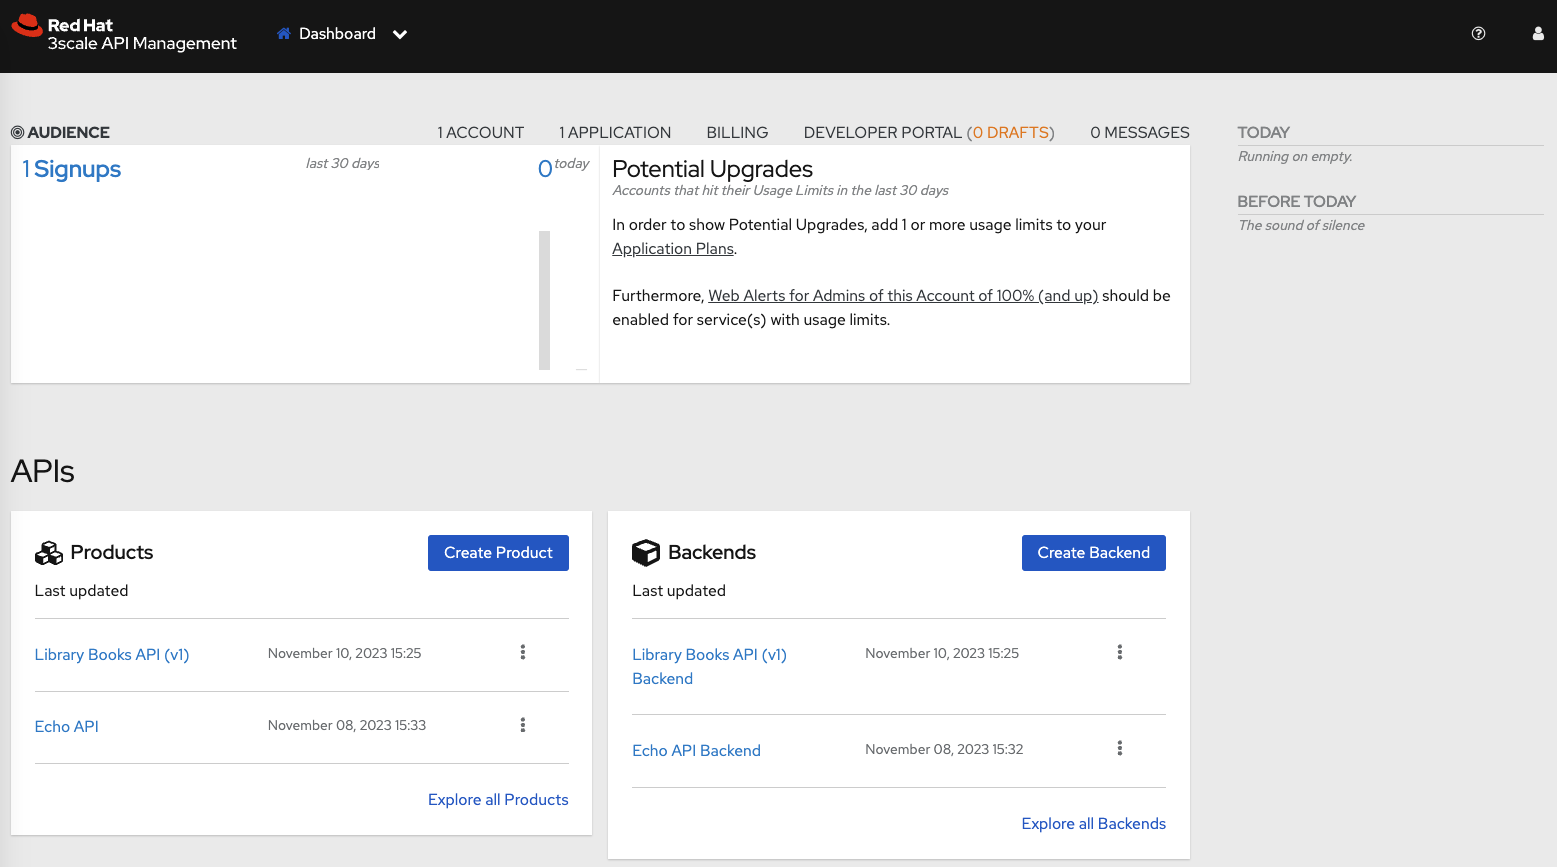 Red Hat
3scale API Management
Dashboard
AUDIENCE
1 ACCOUNT
1 APPLICATION
BILLING
DEVELOPER PORTAL (0 DRAFTS)
0 MESSAGES
1 Signups
last 30 days
0 today
Potential Upgrades
Accounts that hit their Usage Limits in the last 30 days
In order to show Potential Upgrades, add 1 or more usage limits to your
Application Plans.
Furthermore, Web Alerts for Admins of this Account of 100% (and up) should be
enabled for service(s) with usage limits.
TODAY
Running on empty.
BEFORE TODAY
The sound of silence
APIs
Products
Create Product
Last updated
Library Books API (v1)
November 10, 2023 15:25
Echo API
November 08, 2023 15:33
Explore all Products
Backends
Create Backend
Last updated
Library Books API (v1)
Backend
November 10, 2023 15:25
Echo API Backend
November 08, 2023 15:32
Explore all Backends